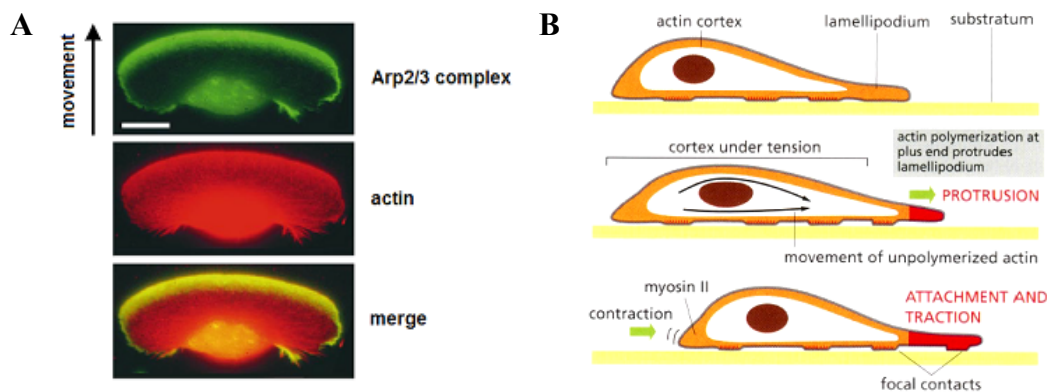 A
movement
Arp2/3 complex
actin
merge
B
actin cortex
lamellipodium
substratum
cortex under tension
actin polymerization at
plus end protrudes
lamellipodium
PROTRUSION
movement of unpolymerized actin
myosin II
contraction
ATTACHMENT AND
TRACTION
focal contacts